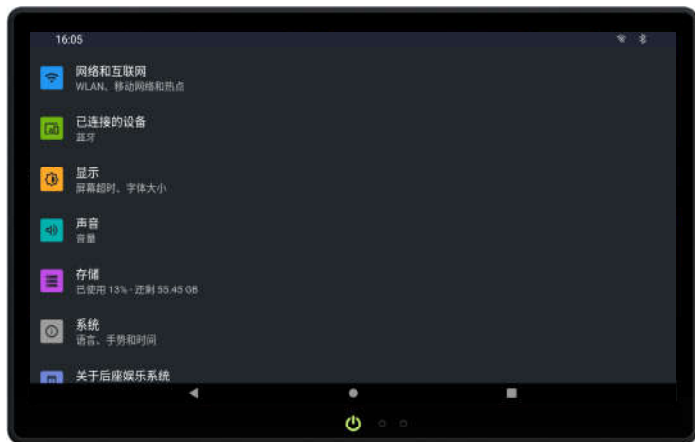 16:05
网络和互联网
WLAN、移动网络和热点
已连接的设备
蓝牙
显示
屏幕超时、字体大小
声音
音量
存储
已使用 13% - 还剩 55.45 GB
系统
语言、手势和时间
关于后座娱乐系统